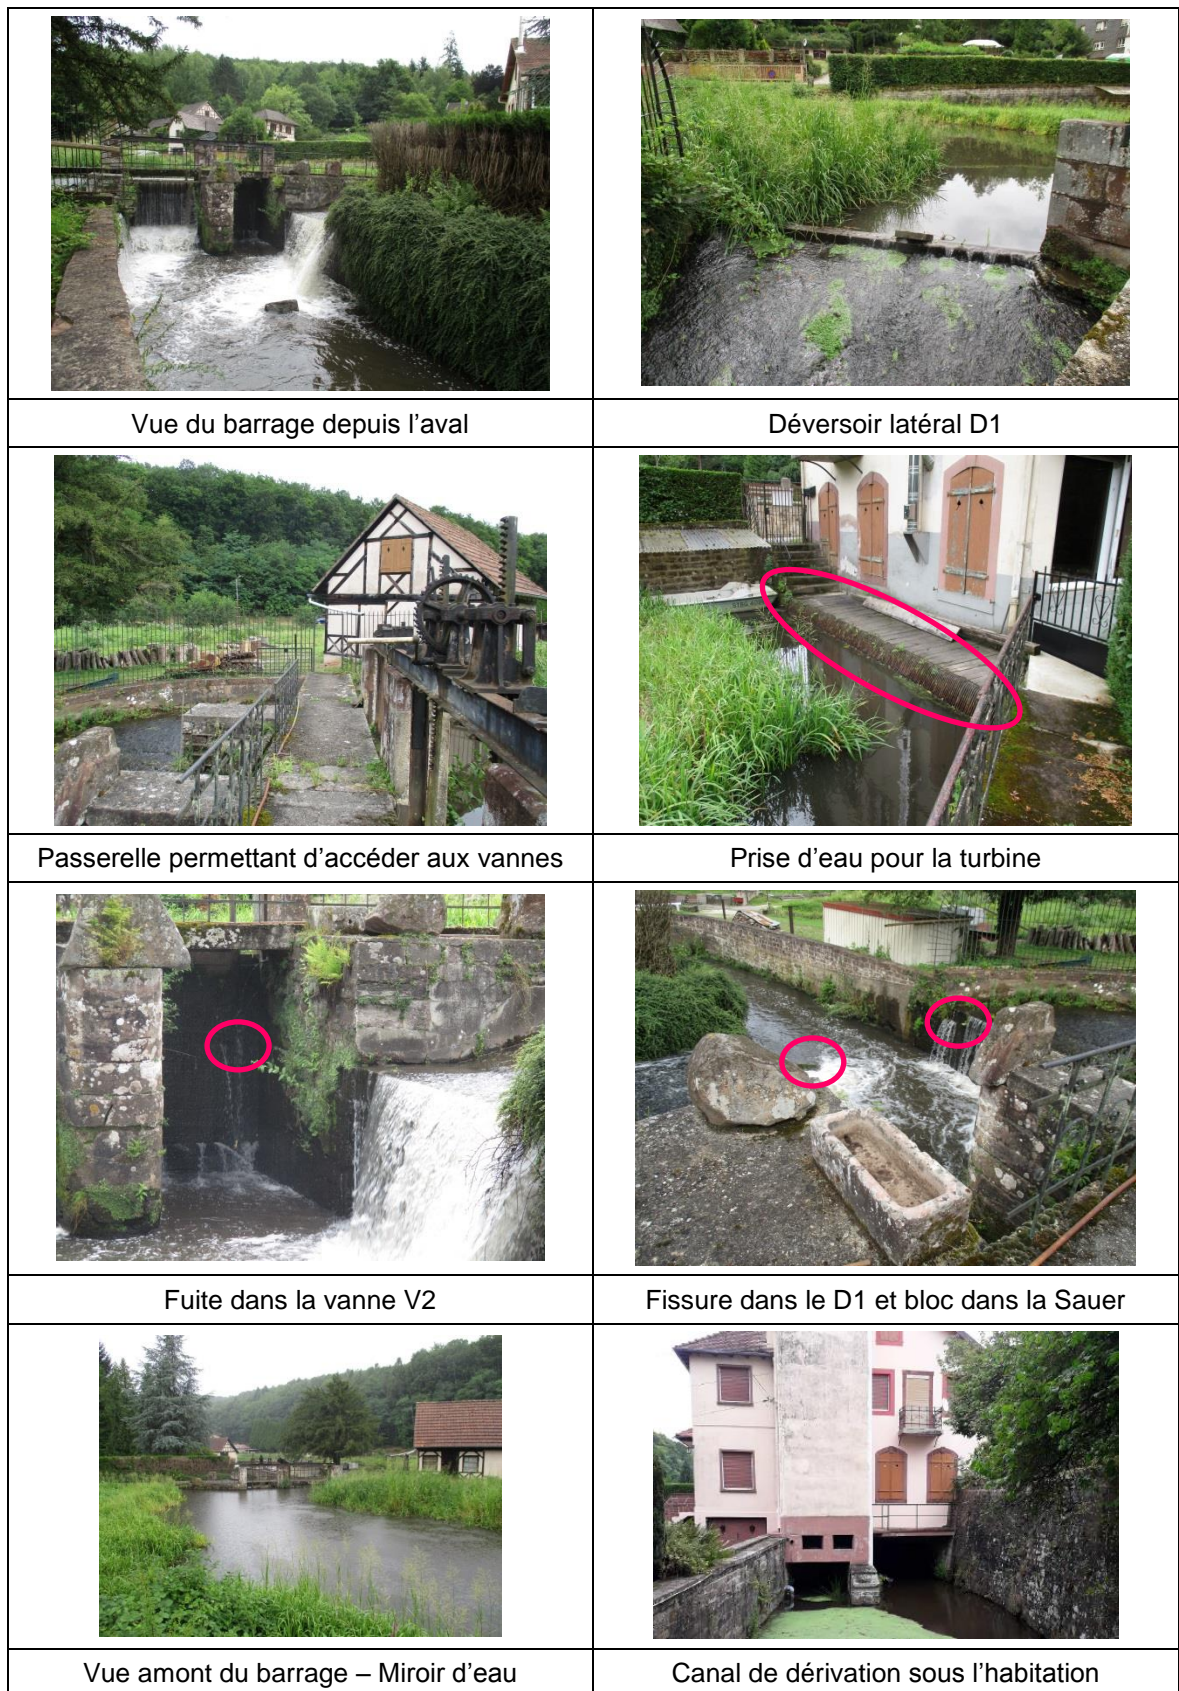 Vue du barrage depuis l’aval
Déversoir latéral D1
Passerelle permettant d’accéder aux vannes
Prise d’eau pour la turbine
Fuite dans la vanne V2
Fissure dans le D1 et bloc dans la Sauer
Vue amont du barrage – Miroir d’eau
Canal de dérivation sous l’habitation